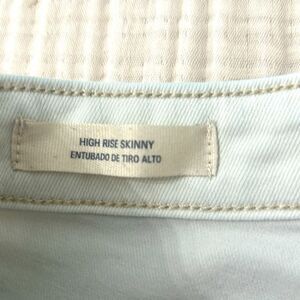 HIGH RISE SKINNY
ENTUBADO DE TIRO ALTO